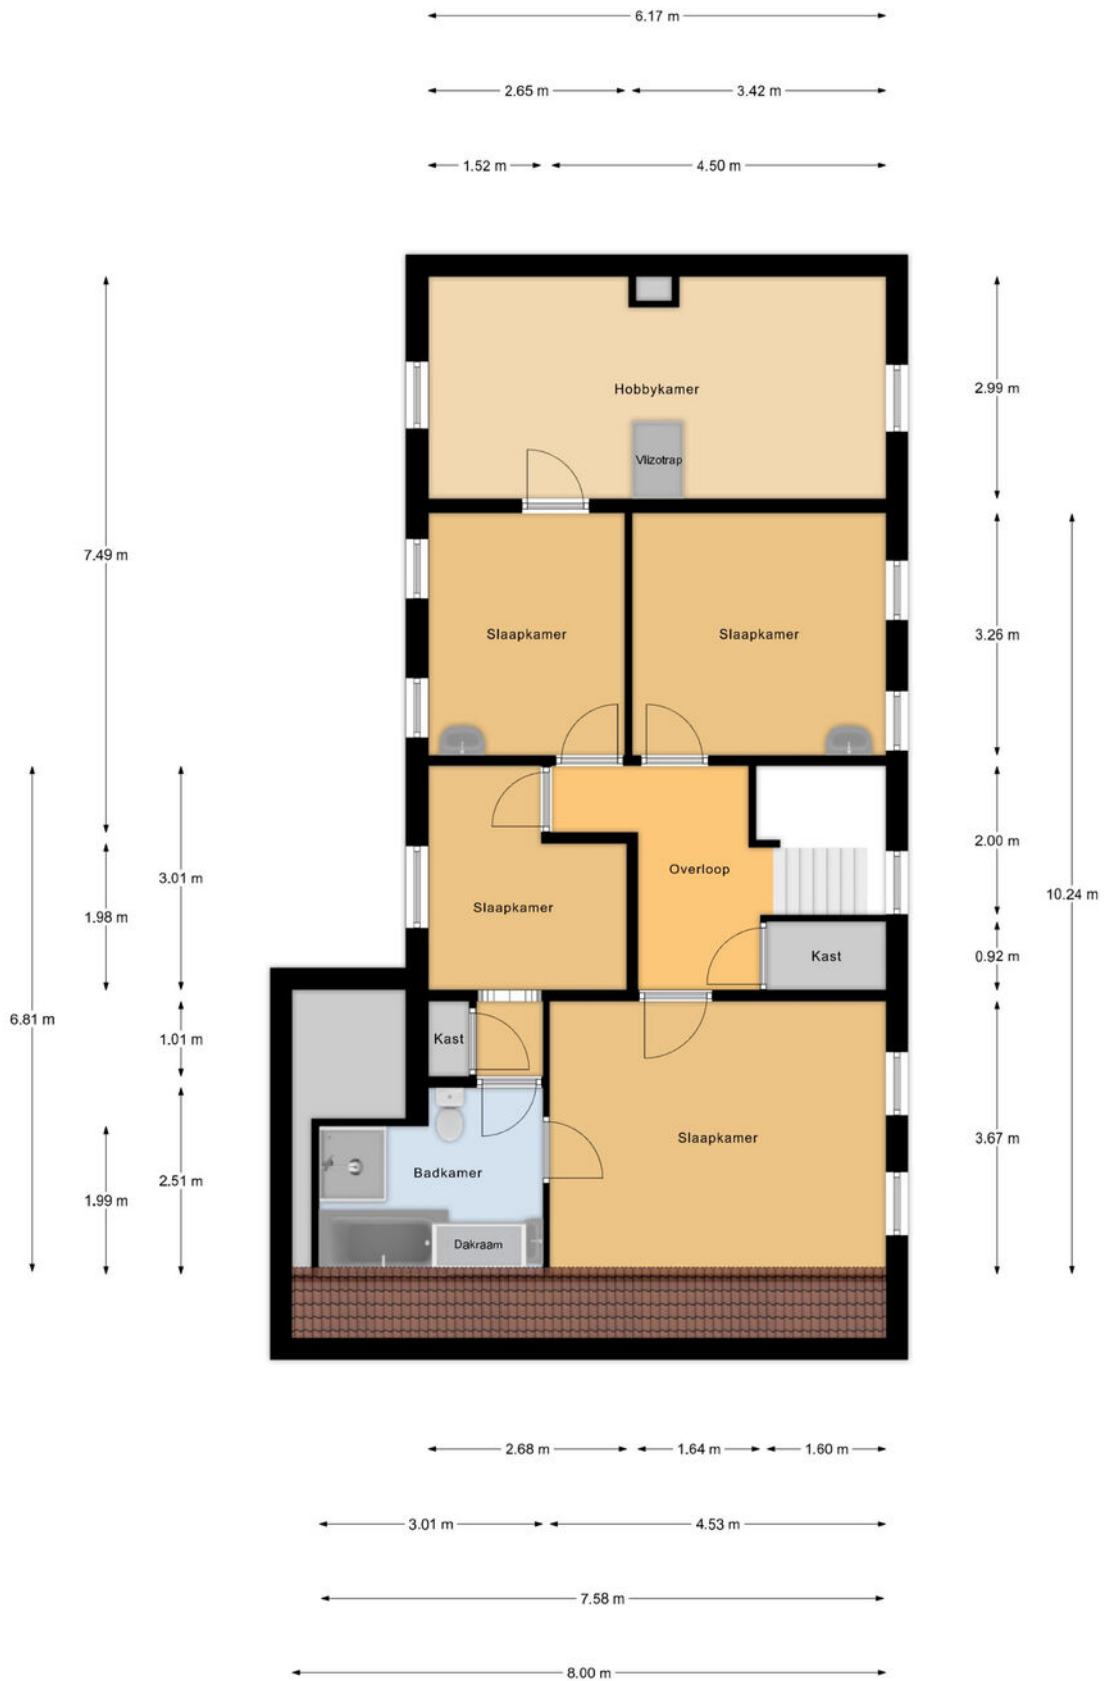 6.17 m
2.65 m
3.42 m
1.52 m
4.50 m
Hobbykamer
2.99 m
Vlizotrap
7.49 m
Slaapkamer
Slaapkamer
3.26 m
2.00 m
Overloop
3.01 m
10.24 m
1.98 m
Slaapkamer
Kast
0.92 m
6.81 m
1.01 m
Kast
Slaapkamer
3.67 m
Badkamer
2.51 m
1.99 m
Dakraam
2.68 m
1.64 m
1.60 m
3.01 m
4.53 m
7.58 m
8.00 m